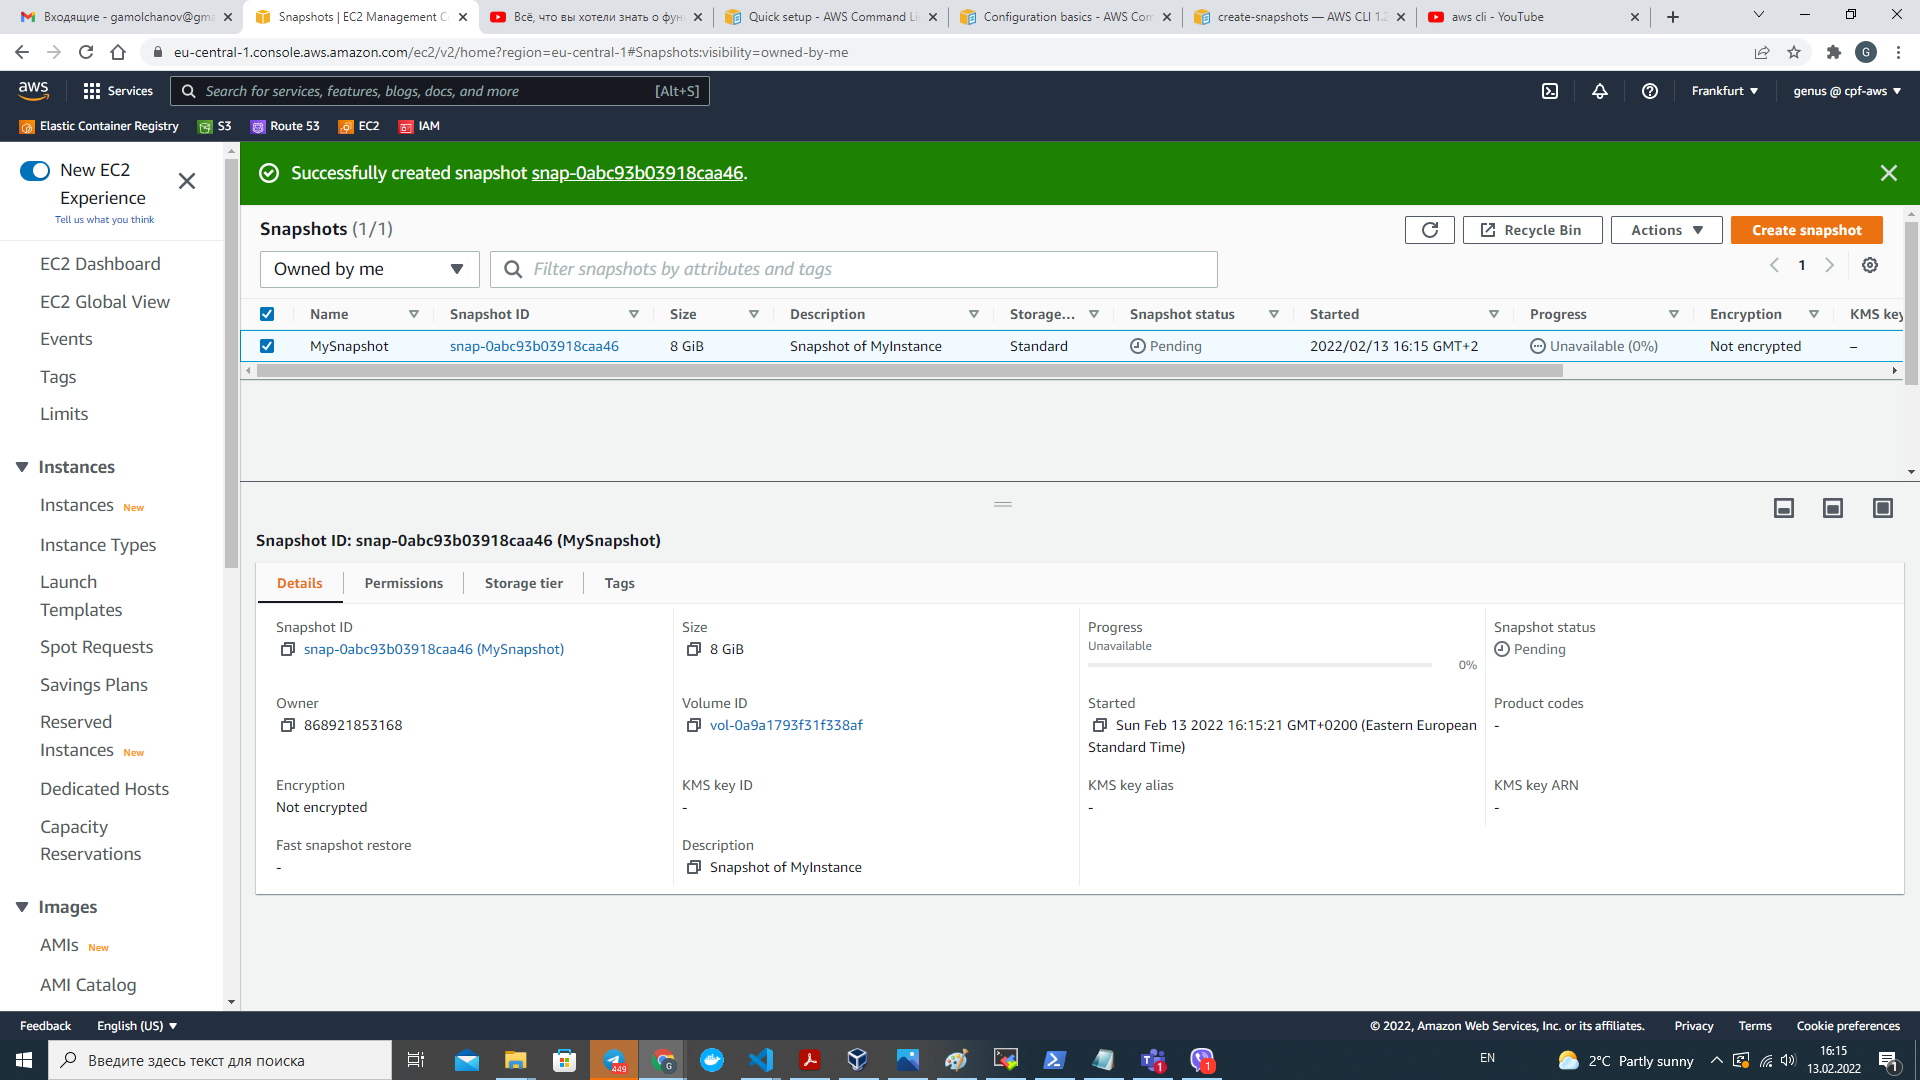 Входящие - gamolchanov@gma
Snapshots | EC2 Management Co
Всё, что вы хотели знать о фун
Quick setup - AWS Command Li
Configuration basics - AWS Com
create-snapshots — AWS CLI 1.2
aws cli - YouTube
eu-central-1.console.aws.amazon.com/ec2/v2/home?region=eu-central-1#Snapshots:visibility=owned-by-me
G
aws
Services
Search for services, features, blogs, docs, and more
[Alt+S]
Frankfurt
genus @ cpf-aws
Elastic Container Registry
S3
Route 53
EC2
IAM
New EC2
Experience
Tell us what you think
EC2 Dashboard
EC2 Global View
Events
Tags
Limits
Instances
Instances New
Instance Types
Launch
Templates
Spot Requests
Savings Plans
Reserved
Instances New
Dedicated Hosts
Capacity
Reservations
Images
AMIs New
AMI Catalog
Successfully created snapshot snap-0abc93b03918caa46.
Snapshots (1/1)
Recycle Bin
Actions
Create snapshot
Owned by me
Filter snapshots by attributes and tags
1
Name Snapshot ID Size Description Storage... Snapshot status Started Progress Encryption KMS key
MySnapshot snap-0abc93b03918caa46 8 GiB Snapshot of MyInstance Standard Pending 2022/02/13 16:15 GMT+2 Unavailable (0%) Not encrypted –
Snapshot ID: snap-0abc93b03918caa46 (MySnapshot)
Details
Permissions
Storage tier
Tags
Snapshot ID
snap-0abc93b03918caa46 (MySnapshot)
Size
8 GiB
Progress
Unavailable
0%
Snapshot status
Pending
Owner
868921853168
Volume ID
vol-0a9a1793f31f338af
Started
Sun Feb 13 2022 16:15:21 GMT+0200 (Eastern European
Standard Time)
Product codes
-
Encryption
Not encrypted
KMS key ID
-
KMS key alias
-
KMS key ARN
-
Fast snapshot restore
-
Description
Snapshot of MyInstance
Feedback
English (US)
© 2022, Amazon Web Services, Inc. or its affiliates.
Privacy
Terms
Cookie preferences
Введите здесь текст для поиска
449
G
1
1
EN
2°C Partly sunny
16:15
13.02.2022
1